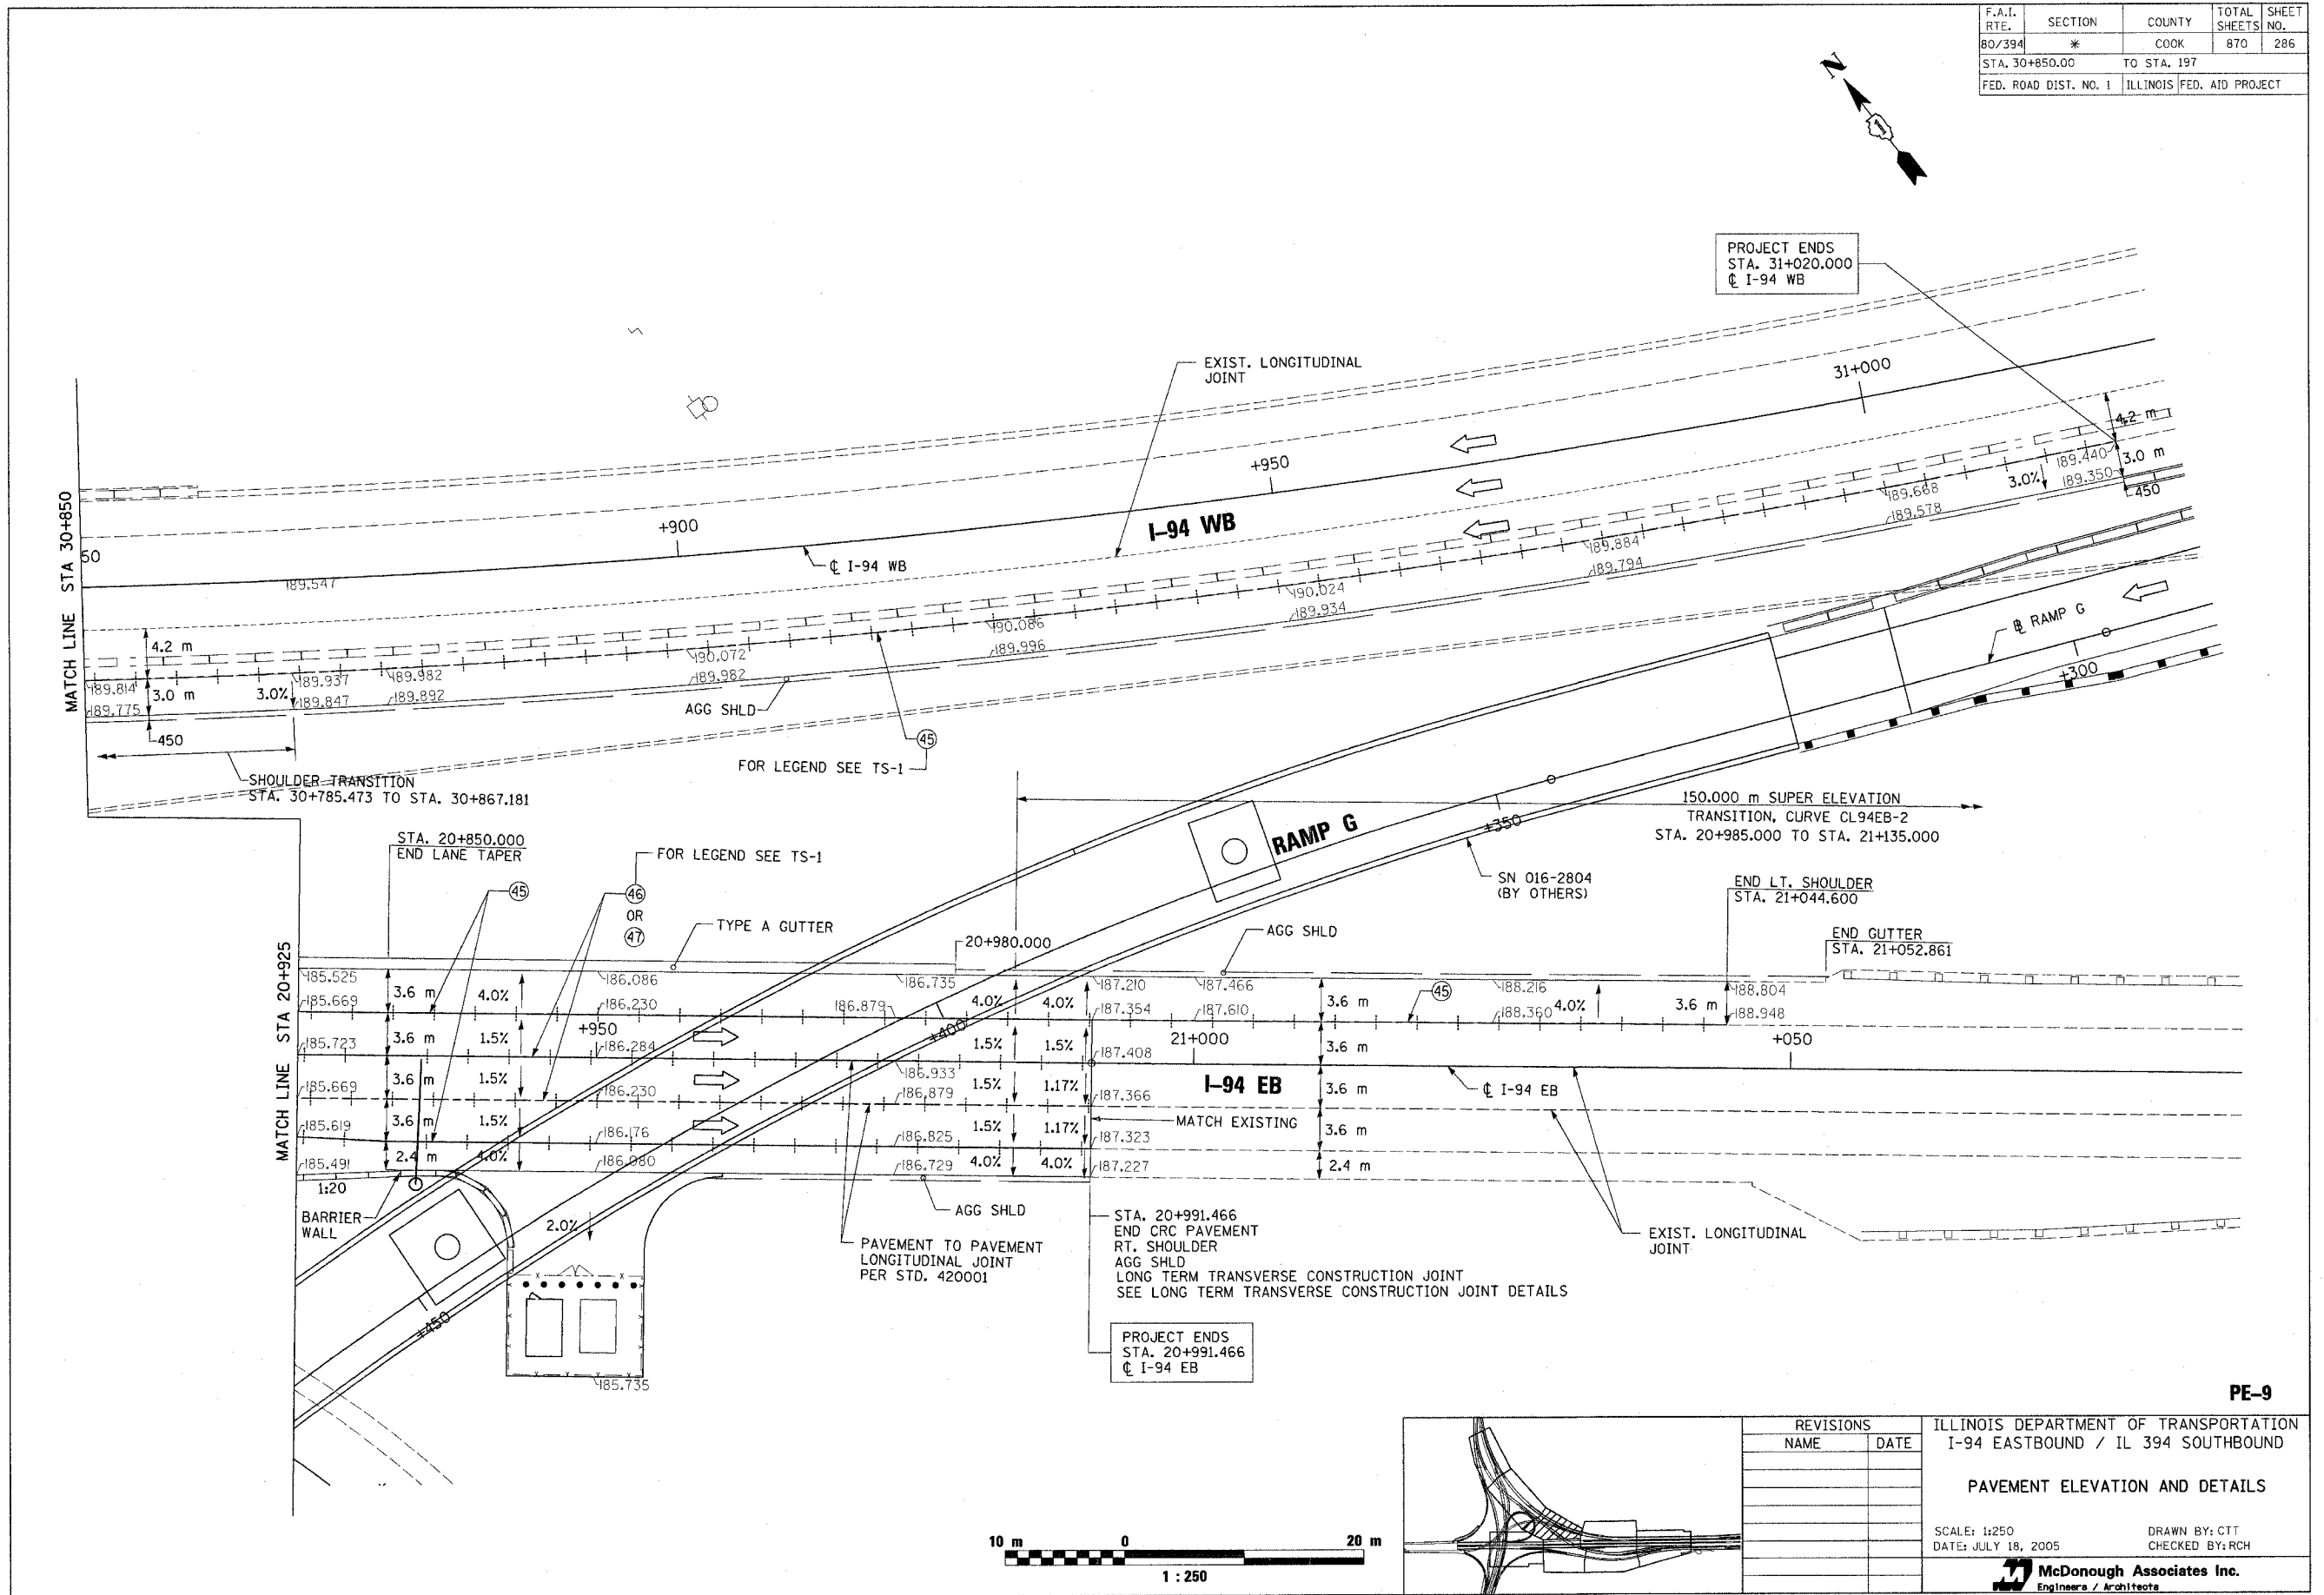 F.A.I. RTE. SECTION COUNTY TOTAL SHEETS SHEET NO.
80/394 * COOK 870 286
STA. 30+850.00 TO STA. 197
FED. ROAD DIST. NO. 1 ILLINOIS FED. AID PROJECT
N
1
PROJECT ENDS
STA. 31+020.000
℄ I-94 WB
EXIST. LONGITUDINAL
JOINT
31+000
+950
+900
I-94 WB
℄ I-94 WB
MATCH LINE STA 30+850
50
189.547
4.2 m
3.0 m
3.0%
189.440
189.350
450
189.668
189.578
189.884
189.794
190.024
189.934
190.086
189.996
190.072
189.982
189.982
189.892
189.937
189.847
189.814
189.775
4.2 m
3.0 m
3.0%
450
AGG SHLD
45
FOR LEGEND SEE TS-1
SHOULDER TRANSITION
STA. 30+785.473 TO STA. 30+867.181
RAMP G
+300
RAMP G
+350
+400
+450
150.000 m SUPER ELEVATION
TRANSITION, CURVE CL94EB-2
STA. 20+985.000 TO STA. 21+135.000
SN 016-2804
(BY OTHERS)
STA. 20+850.000
END LANE TAPER
45
FOR LEGEND SEE TS-1
46
OR
47
TYPE A GUTTER
20+980.000
AGG SHLD
END LT. SHOULDER
STA. 21+044.600
END GUTTER
STA. 21+052.861
MATCH LINE STA 20+925
185.525
186.086
186.735
187.210
187.466
188.216
188.804
3.6 m
4.0%
4.0%
4.0%
3.6 m
45
4.0%
3.6 m
185.669
186.230
186.879
187.354
187.610
188.360
188.948
+950
21+000
+050
3.6 m
1.5%
1.5%
1.5%
3.6 m
185.723
186.284
186.933
187.408
3.6 m
1.5%
1.5%
1.17%
I-94 EB
3.6 m
℄ I-94 EB
185.669
186.230
186.879
187.366
3.6 m
1.5%
1.5%
1.17%
MATCH EXISTING
3.6 m
185.619
186.176
186.825
187.323
2.4 m
4.0%
4.0%
4.0%
2.4 m
185.491
186.080
186.729
187.227
1:20
BARRIER
WALL
2.0%
AGG SHLD
PAVEMENT TO PAVEMENT
LONGITUDINAL JOINT
PER STD. 420001
STA. 20+991.466
END CRC PAVEMENT
RT. SHOULDER
AGG SHLD
LONG TERM TRANSVERSE CONSTRUCTION JOINT
SEE LONG TERM TRANSVERSE CONSTRUCTION JOINT DETAILS
EXIST. LONGITUDINAL
JOINT
PROJECT ENDS
STA. 20+991.466
℄ I-94 EB
185.735
PE-9
10 m 0 20 m
1 : 250
REVISIONS
NAME DATE
ILLINOIS DEPARTMENT OF TRANSPORTATION
I-94 EASTBOUND / IL 394 SOUTHBOUND
PAVEMENT ELEVATION AND DETAILS
SCALE: 1:250 DRAWN BY: CTT
DATE: JULY 18, 2005 CHECKED BY: RCH
McDonough Associates Inc.
Engineers / Architects